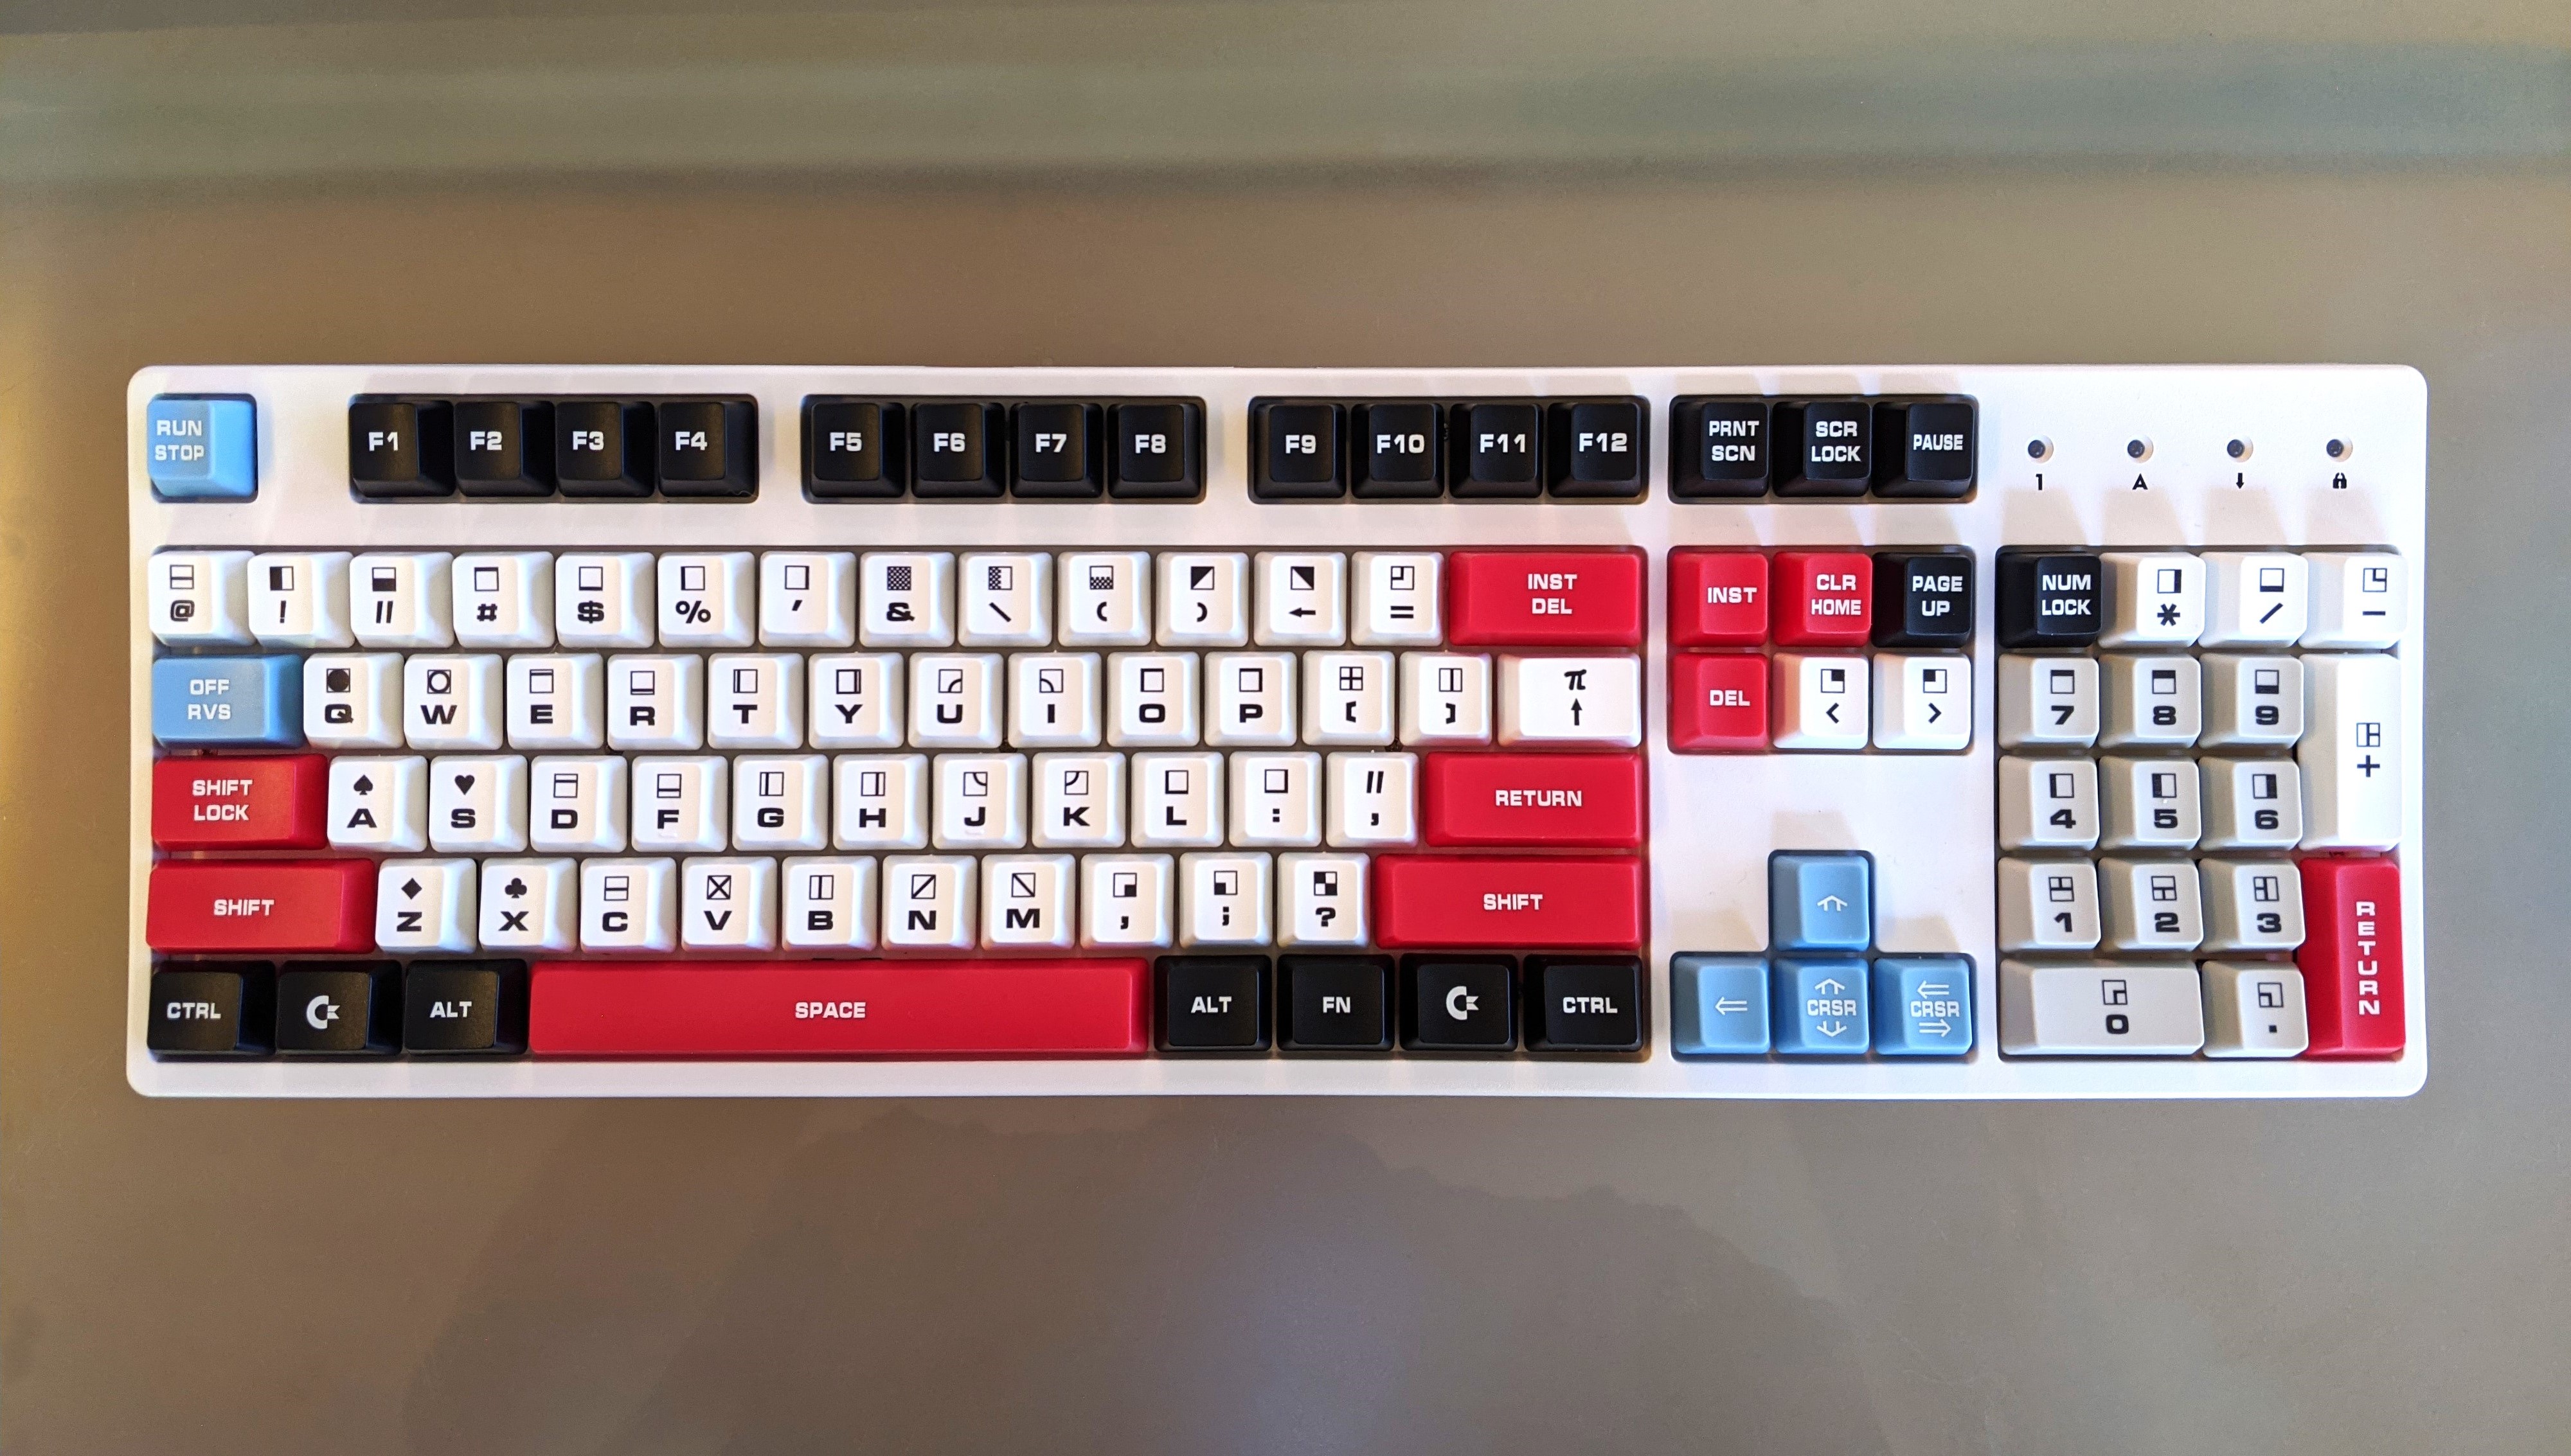 RUN STOP F1 F2 F3 F4 F5 F6 F7 F8 F9 F10 F11 F12 PRNT SCN SCR LOCK PAUSE
1 A ⬇
@ ! " # $ % ' & \ ( ) ← = INST DEL INST CLR HOME PAGE UP NUM LOCK * / −
OFF RVS Q W E R T Y U I O P [ ] π ↑ DEL < > 7 8 9 +
SHIFT LOCK ♠ A ♥ S D F G H J K L : " , RETURN 4 5 6
SHIFT ♦ Z ♣ X C V B N M , ; ? SHIFT ⇑ 1 2 3 RETURN
CTRL ALT SPACE ALT FN CTRL ⇐ ⇑ CRSR ⇓ ⇐ CRSR ⇒ 0 .